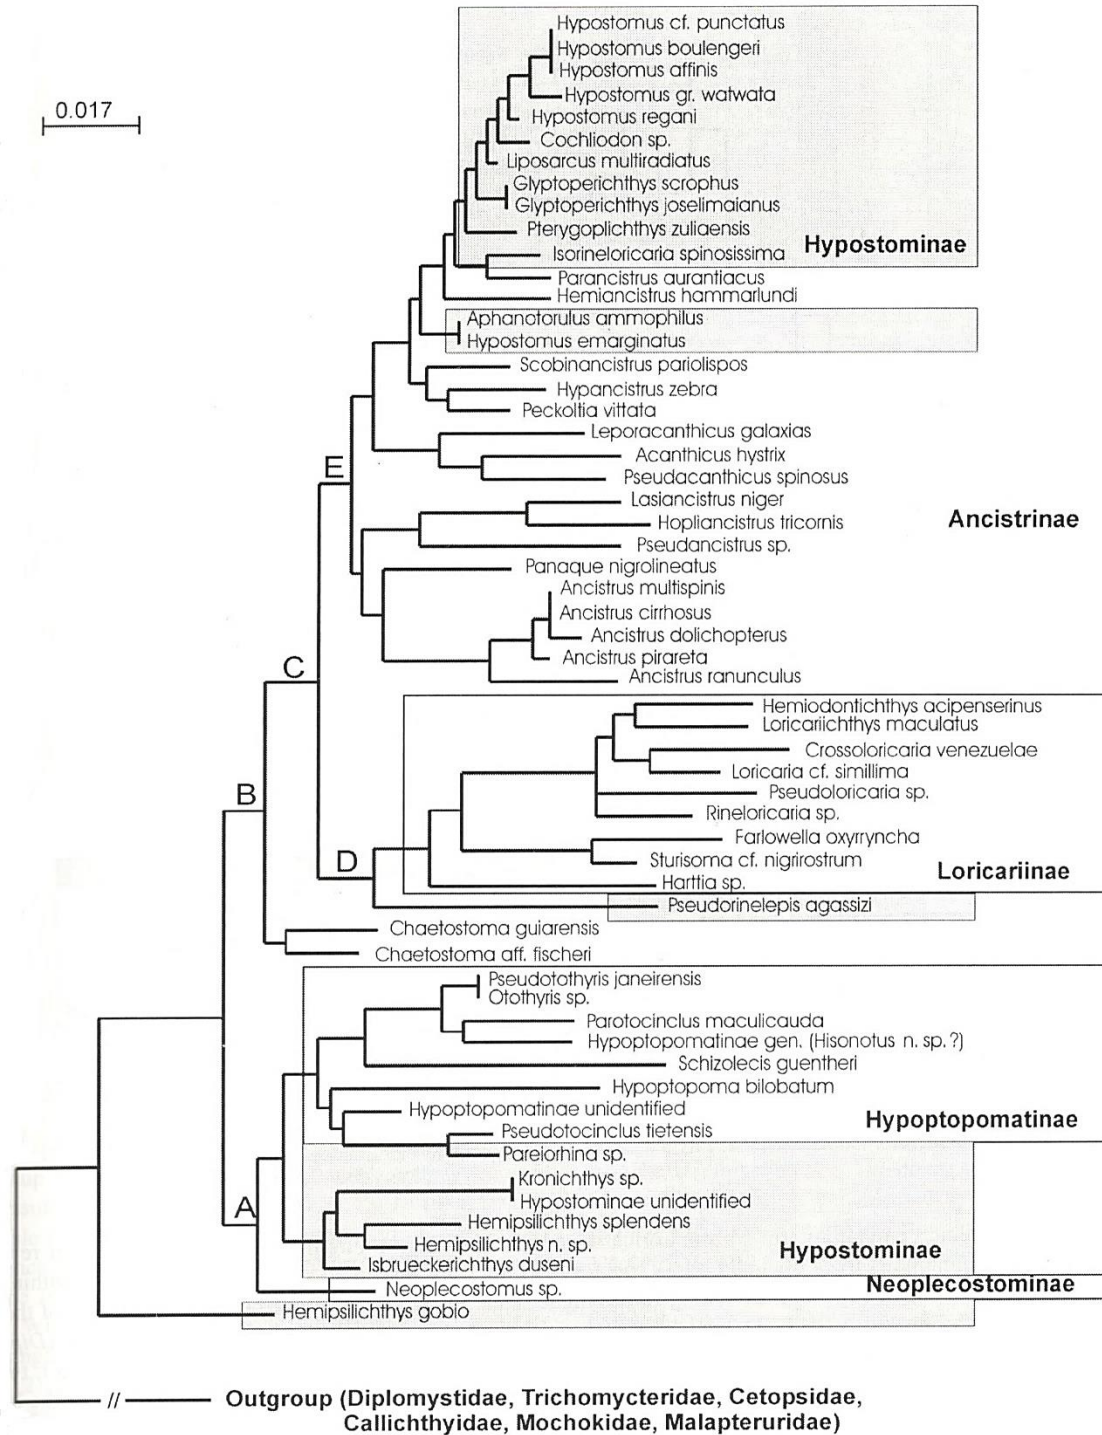 Hypostomus cf. punctatus
Hypostomus boulengeri
Hypostomus affinis
0.017
Hypostomus gr. watwata
Hypostomus regani
Cochliodon sp.
Liposarcus multiradiatus
Glyptoperichthys scrophus
Glyptoperichthys joselimaianus
Pterygoplichthys zuliaensis
Hypostominae
Isorineloricaria spinosissima
Parancistrus aurantiacus
Hemiancistrus hammarlundi
Aphanotorulus ammophilus
Hypostomus emarginatus
Scobinancistrus pariolispos
Hypancistrus zebra
Peckoltia vittata
Leporacanthicus galaxias
Acanthicus hystrix
E
Pseudacanthicus spinosus
Lasiancistrus niger
Hopliancistrus tricornis
Ancistrinae
Pseudancistrus sp.
Panaque nigrolineatus
Ancistrus multispinis
Ancistrus cirrhosus
Ancistrus dolichopterus
Ancistrus pirareta
C
Ancistrus ranunculus
Hemiodontichthys acipenserinus
Loricariichthys maculatus
Crossoloricaria venezuelae
Loricaria cf. simillima
B
Pseudoloricaria sp.
Rineloricaria sp.
Farlowella oxyrryncha
D
Sturisoma cf. nigrirostrum
Loricariinae
Harttia sp.
Pseudorinelepis agassizi
Chaetostoma guiarensis
Chaetostoma aff. fischeri
Pseudotothyris janeirensis
Otothyris sp.
Parotocinclus maculicauda
Hypoptopomatinae gen. (Hisonotus n. sp.?)
Schizolecis guentheri
Hypoptopoma bilobatum
Hypoptopomatinae unidentified
Hypoptopomatinae
Pseudotocinclus tietensis
Pareiorhina sp.
Kronichthys sp.
A
Hypostominae unidentified
Hemipsilichthys splendens
Hemipsilichthys n. sp.
Hypostominae
Isbrueckerichthys duseni
Neoplecostominae
Neoplecostomus sp.
Hemipsilichthys gobio
// Outgroup (Diplomystidae, Trichomycteridae, Cetopsidae,
Callichthyidae, Mochokidae, Malapteruridae)